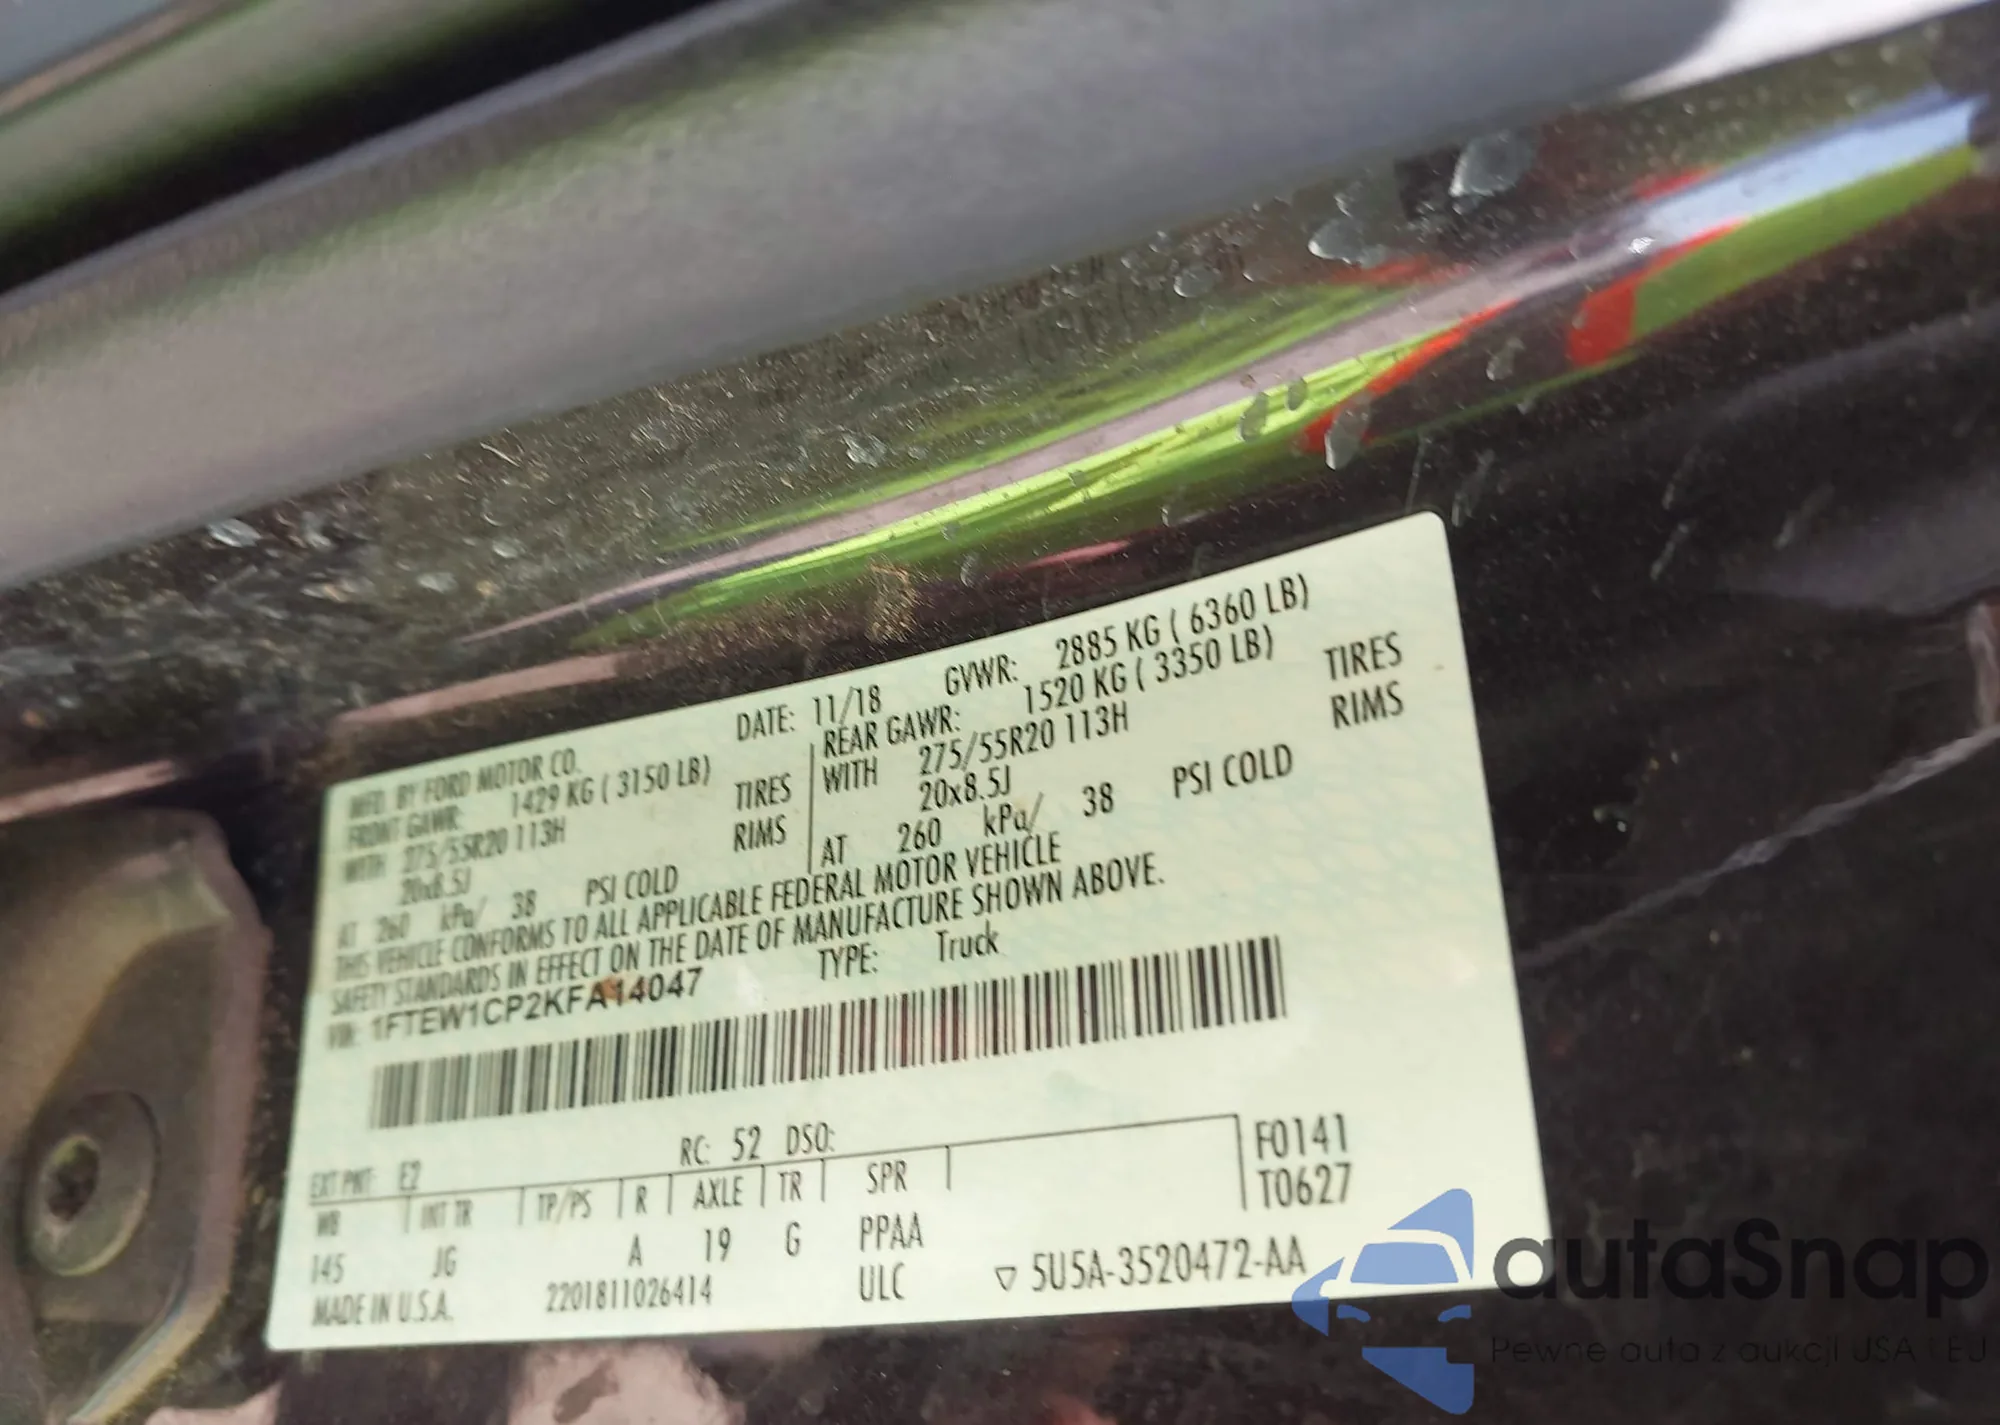 MFD. BY FORD MOTOR CO. DATE: 11/18 GVWR: 2885 KG ( 6360 LB)
FRONT GAWR: 1429 KG ( 3150 LB) REAR GAWR: 1520 KG ( 3350 LB)
WITH 275/55R20 113H TIRES WITH 275/55R20 113H TIRES
20x8.5J RIMS 20x8.5J RIMS
AT 260 kPa/ 38 PSI COLD AT 260 kPa/ 38 PSI COLD
THIS VEHICLE CONFORMS TO ALL APPLICABLE FEDERAL MOTOR VEHICLE
SAFETY STANDARDS IN EFFECT ON THE DATE OF MANUFACTURE SHOWN ABOVE.
VIN: 1FTEW1CP2KFA14047 TYPE: Truck
EXT PNT: E2 RC: 52 DSO: F0141
WB INT TR TP/PS R AXLE TR SPR T0627
145 JG A 19 G PPAA
MADE IN U.S.A. 2201811026414 ULC ▽ 5U5A-3520472-AA
autaSnap
Pewne auta z aukcji USA i EU